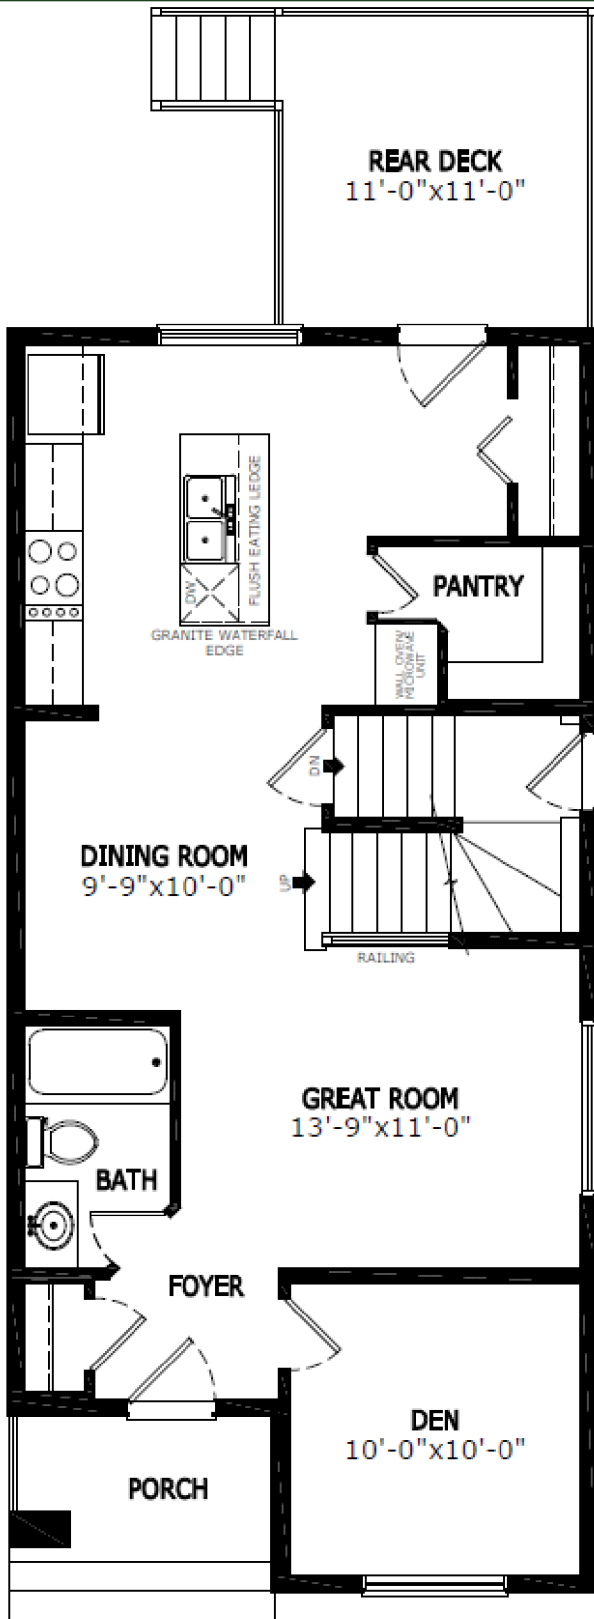 REAR DECK
11'-0"x11'-0"
FLUSH EATING LEDGE
DW
GRANITE WATERFALL
EDGE
PANTRY
WALL OVEN/
MICROWAVE
UNIT
DN
DINING ROOM
9'-9"x10'-0"
UP
RAILING
GREAT ROOM
13'-9"x11'-0"
BATH
FOYER
DEN
10'-0"x10'-0"
PORCH